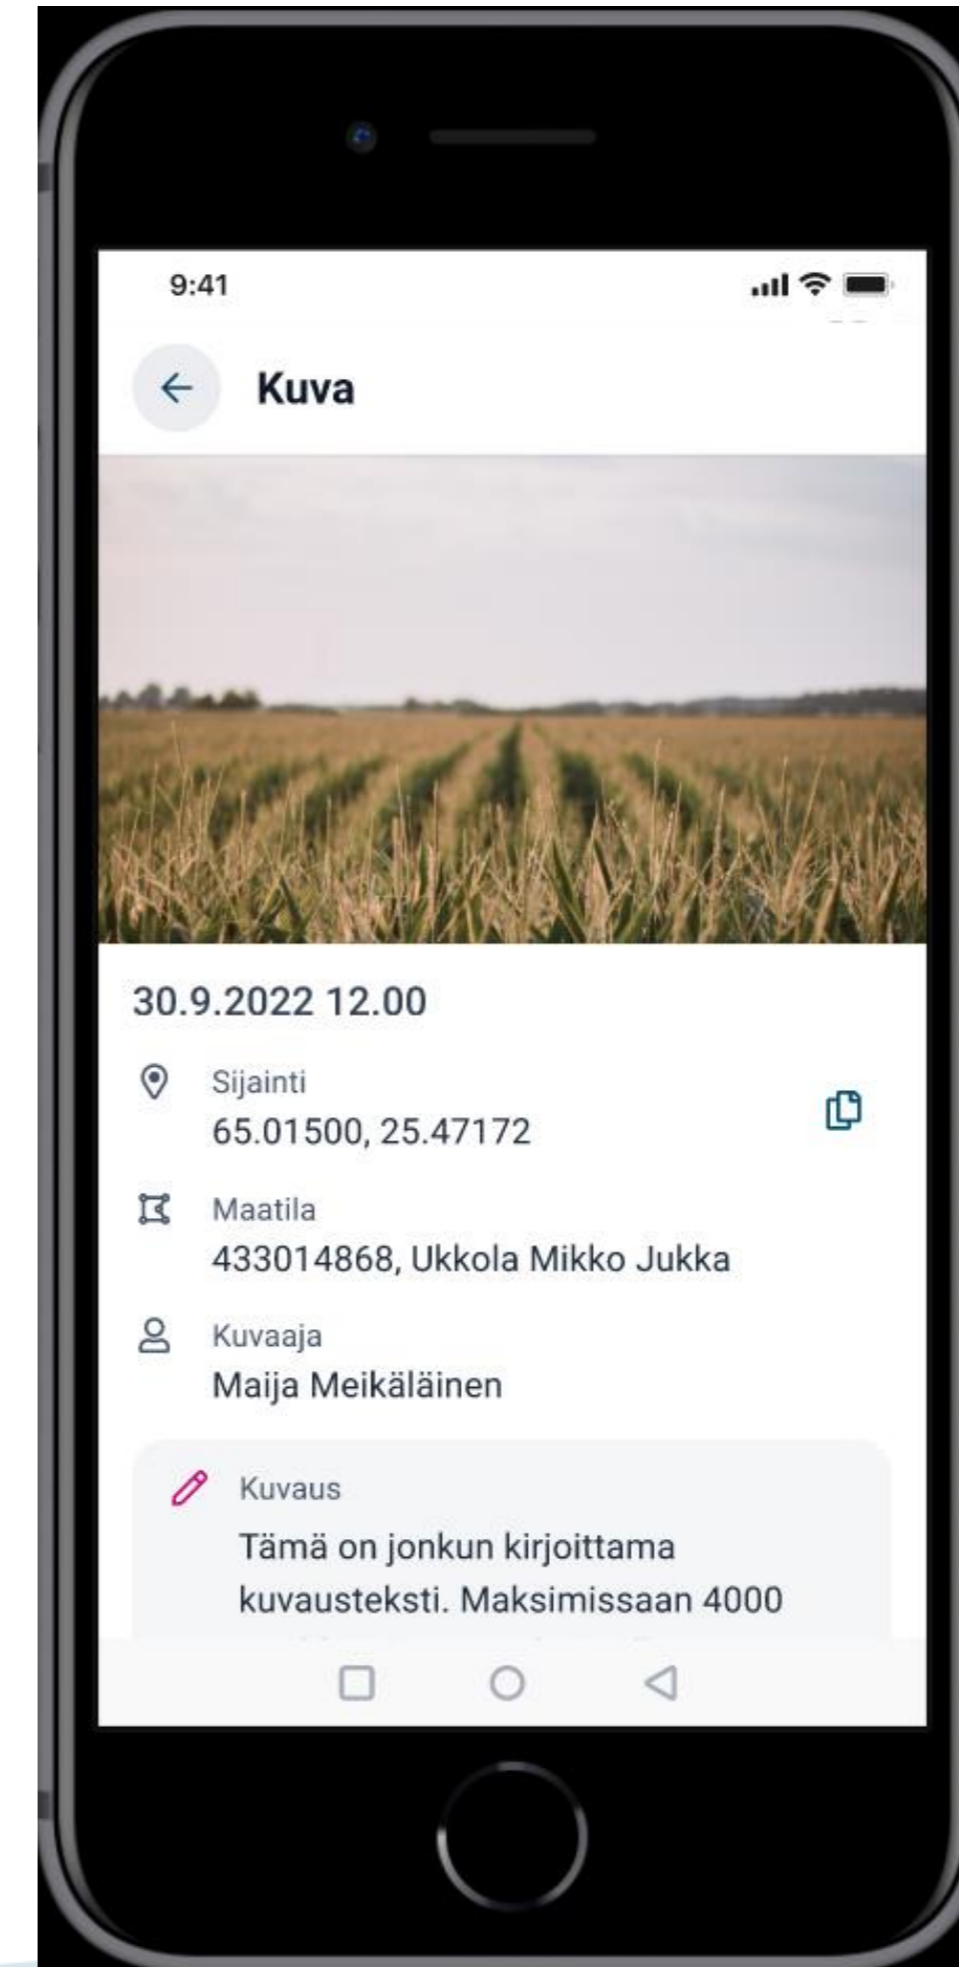 9:41
Kuva
30.9.2022 12.00
Sijainti
65.01500, 25.47172
Maatila
433014868, Ukkola Mikko Jukka
Kuvaaja
Maija Meikäläinen
Kuvaus
Tämä on jonkun kirjoittama
kuvausteksti. Maksimissaan 4000